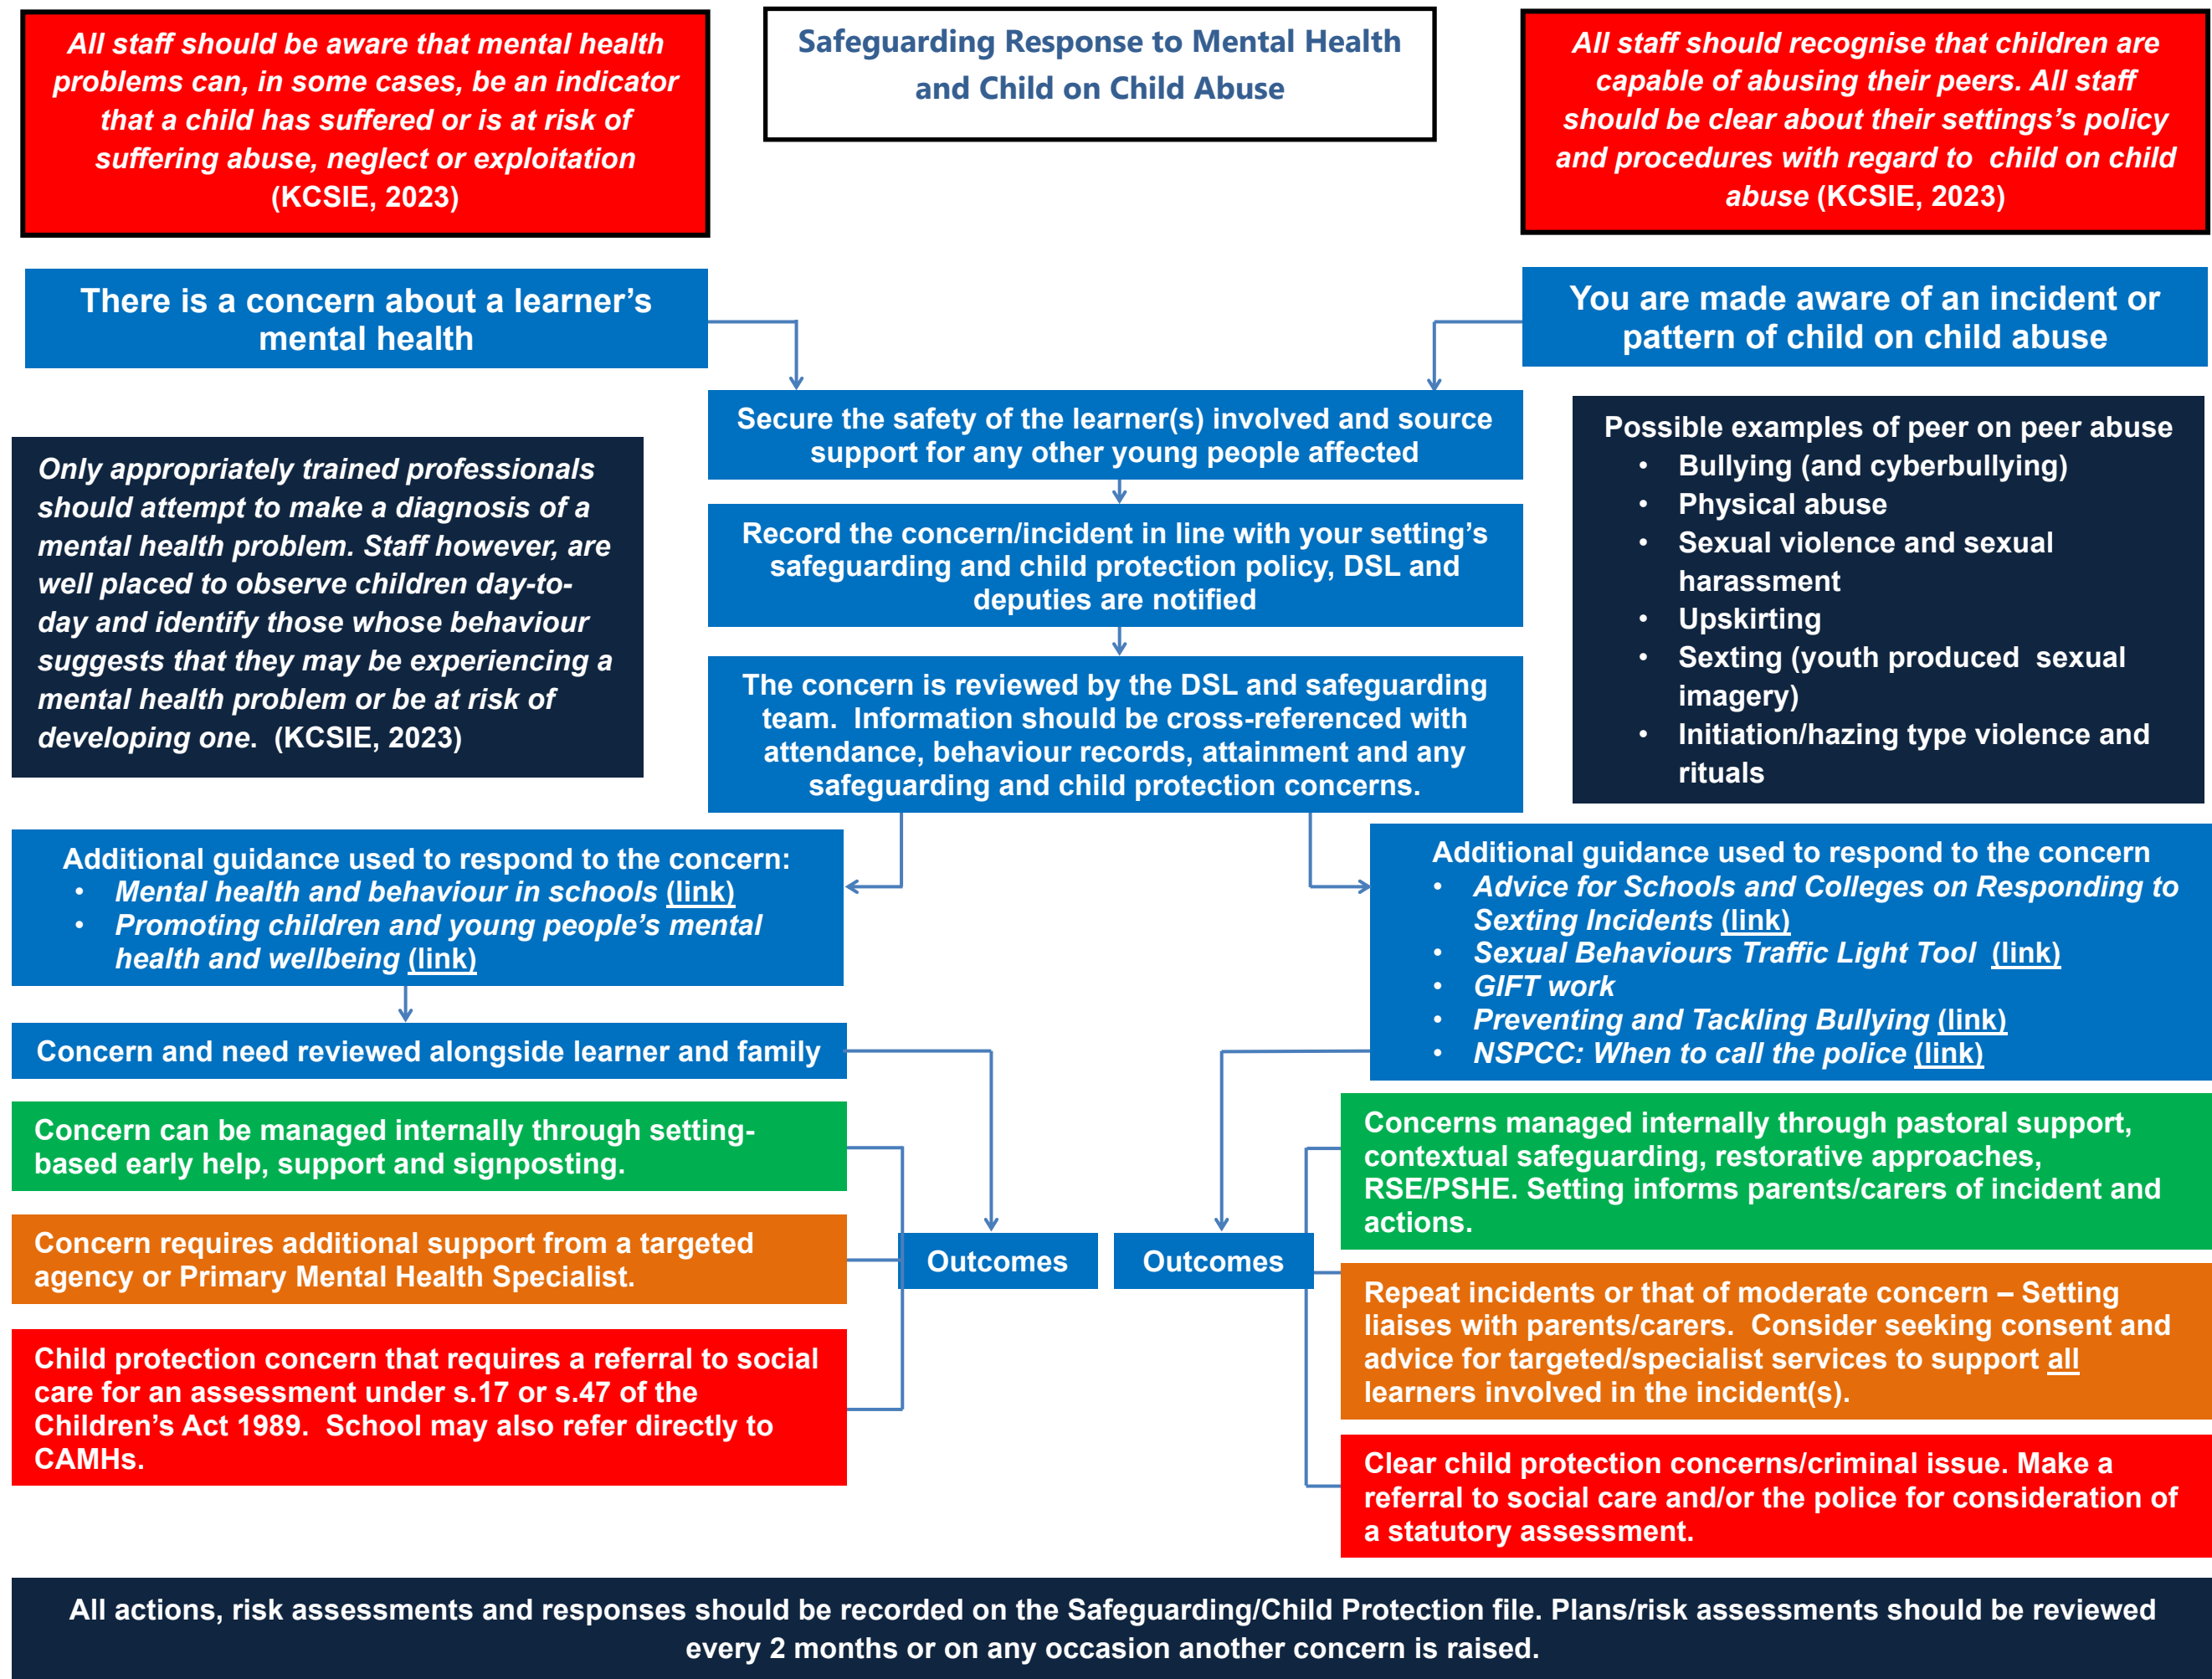 All staff should be aware that mental health
problems can, in some cases, be an indicator
that a child has suffered or is at risk of
suffering abuse, neglect or exploitation
(KCSIE, 2023)
Safeguarding Response to Mental Health
and Child on Child Abuse
All staff should recognise that children are
capable of abusing their peers. All staff
should be clear about their settings’s policy
and procedures with regard to child on child
abuse (KCSIE, 2023)
There is a concern about a learner’s
mental health
You are made aware of an incident or
pattern of child on child abuse
Secure the safety of the learner(s) involved and source
support for any other young people affected
Only appropriately trained professionals
should attempt to make a diagnosis of a
mental health problem. Staff however, are
well placed to observe children day-to-
day and identify those whose behaviour
suggests that they may be experiencing a
mental health problem or be at risk of
developing one. (KCSIE, 2023)
Record the concern/incident in line with your setting’s
safeguarding and child protection policy, DSL and
deputies are notified
Possible examples of peer on peer abuse
• Bullying (and cyberbullying)
• Physical abuse
• Sexual violence and sexual
harassment
• Upskirting
• Sexting (youth produced sexual
imagery)
• Initiation/hazing type violence and
rituals
The concern is reviewed by the DSL and safeguarding
team. Information should be cross-referenced with
attendance, behaviour records, attainment and any
safeguarding and child protection concerns.
Additional guidance used to respond to the concern:
• Mental health and behaviour in schools (link)
• Promoting children and young people’s mental
health and wellbeing (link)
Additional guidance used to respond to the concern
• Advice for Schools and Colleges on Responding to
Sexting Incidents (link)
• Sexual Behaviours Traffic Light Tool (link)
• GIFT work
• Preventing and Tackling Bullying (link)
• NSPCC: When to call the police (link)
Concern and need reviewed alongside learner and family
Concern can be managed internally through setting-
based early help, support and signposting.
Concern requires additional support from a targeted
agency or Primary Mental Health Specialist.
Child protection concern that requires a referral to social
care for an assessment under s.17 or s.47 of the
Children’s Act 1989. School may also refer directly to
CAMHs.
Outcomes
Outcomes
Concerns managed internally through pastoral support,
contextual safeguarding, restorative approaches,
RSE/PSHE. Setting informs parents/carers of incident and
actions.
Repeat incidents or that of moderate concern – Setting
liaises with parents/carers. Consider seeking consent and
advice for targeted/specialist services to support all
learners involved in the incident(s).
Clear child protection concerns/criminal issue. Make a
referral to social care and/or the police for consideration of
a statutory assessment.
All actions, risk assessments and responses should be recorded on the Safeguarding/Child Protection file. Plans/risk assessments should be reviewed
every 2 months or on any occasion another concern is raised.